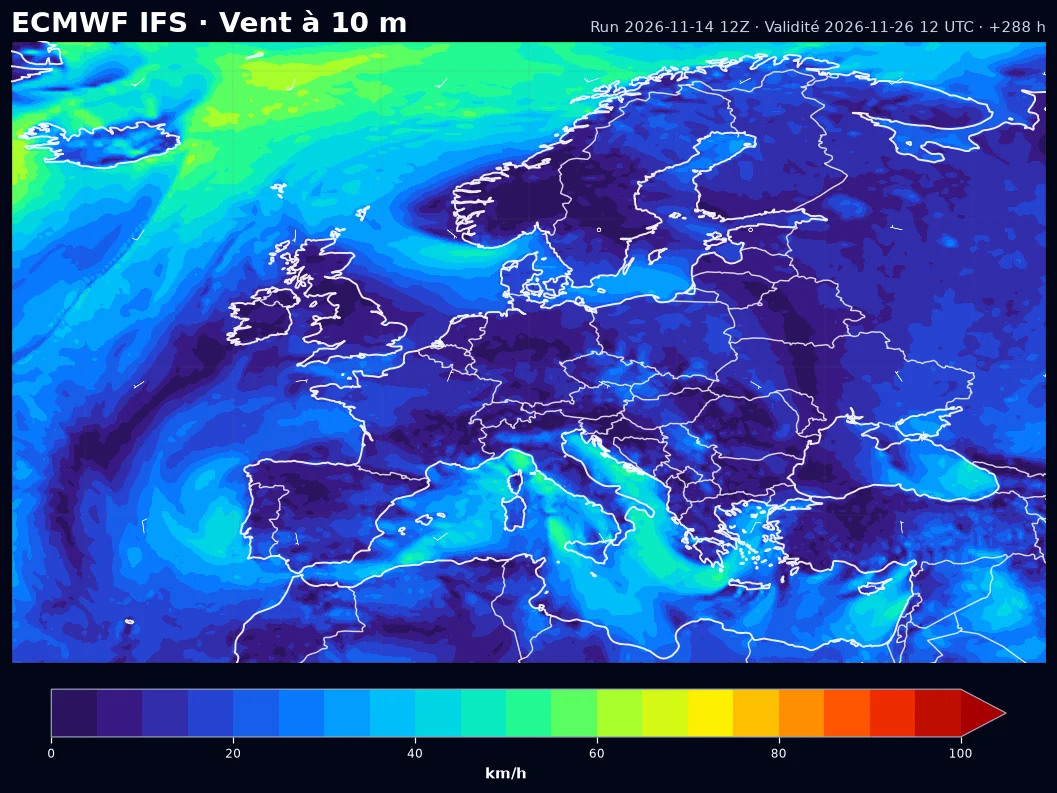 ECMWF IFS · Vent à 10 m
Run 2026-11-14 12Z · Validité 2026-11-26 12 UTC · +288 h
0 20 40 60 80 100
km/h